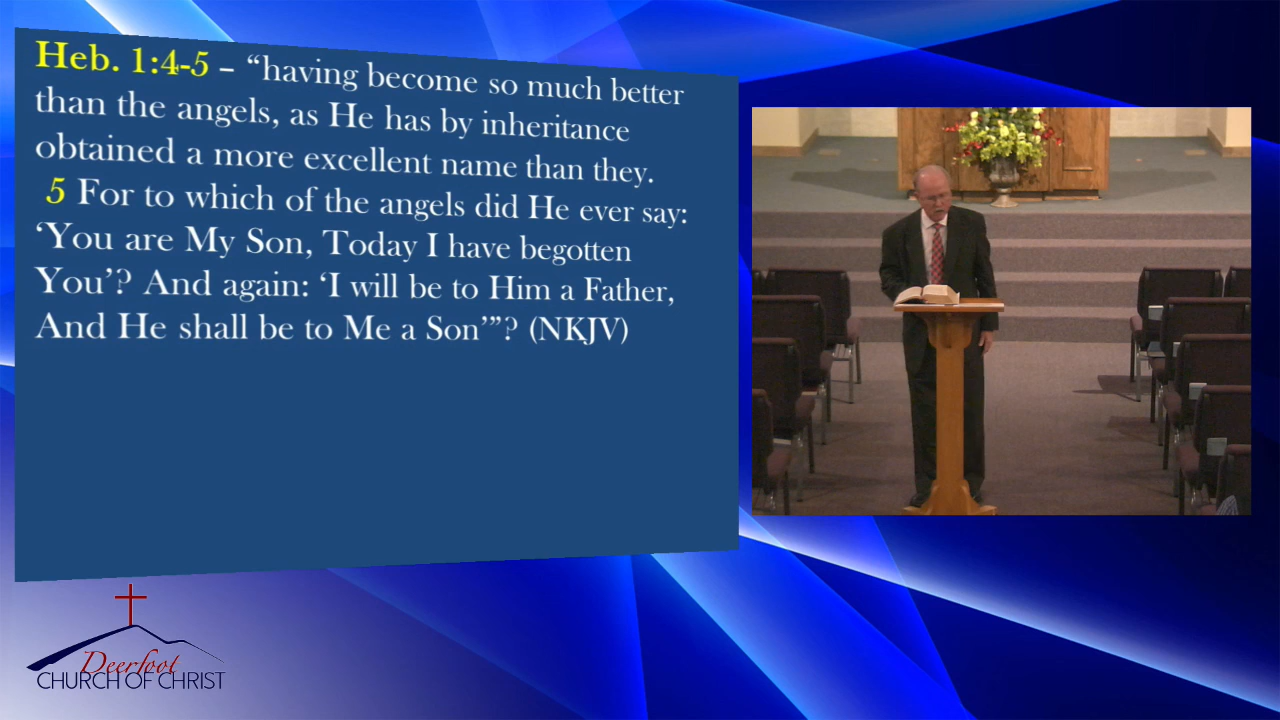 Heb. 1:4-5 – “having become so much better
than the angels, as He has by inheritance
obtained a more excellent name than they.
5 For to which of the angels did He ever say:
‘You are My Son, Today I have begotten
You’? And again: ‘I will be to Him a Father,
And He shall be to Me a Son’”? (NKJV)
Deerfoot
CHURCH OF CHRIST